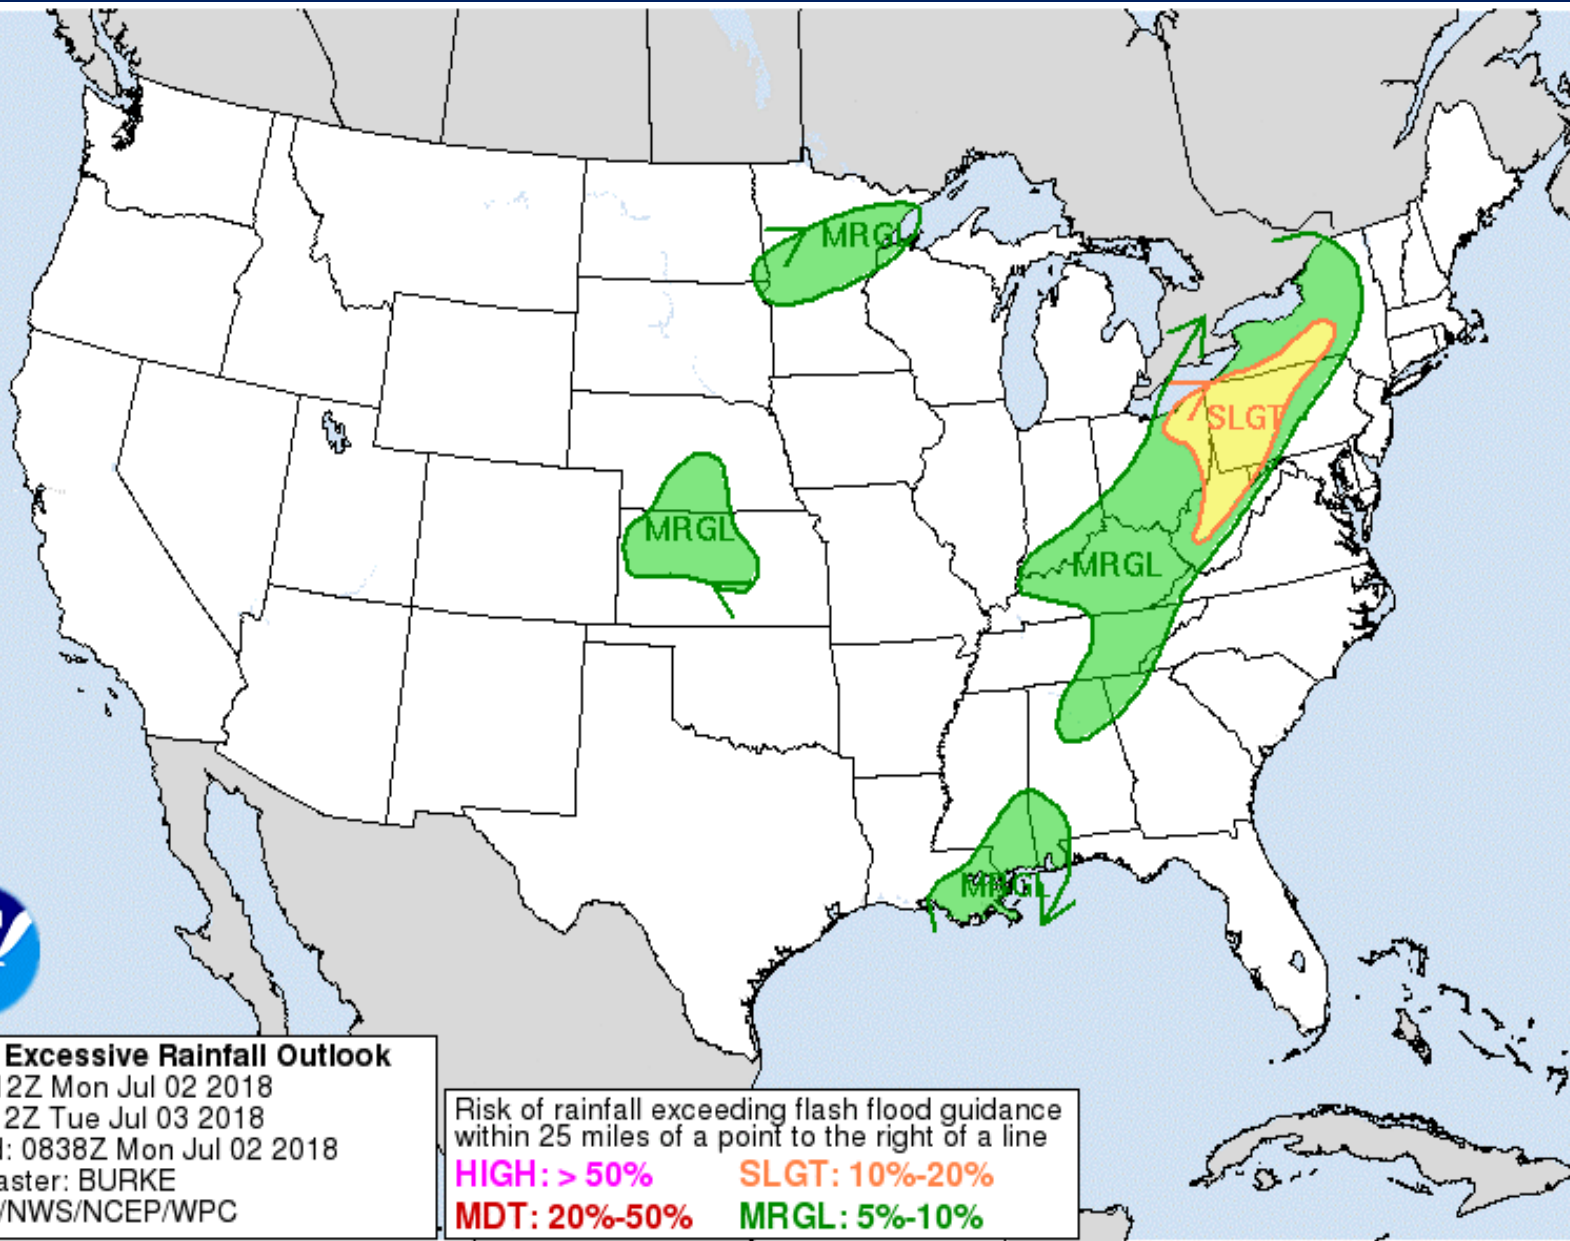 MRGL
SLGT
MRGL
MRGL
MRGL
Excessive Rainfall Outlook
12Z Mon Jul 02 2018
2Z Tue Jul 03 2018
: 0838Z Mon Jul 02 2018
aster: BURKE
/NWS/NCEP/WPC
Risk of rainfall exceeding flash flood guidance
within 25 miles of a point to the right of a line
HIGH: > 50% SLGT: 10%-20%
MDT: 20%-50% MRGL: 5%-10%